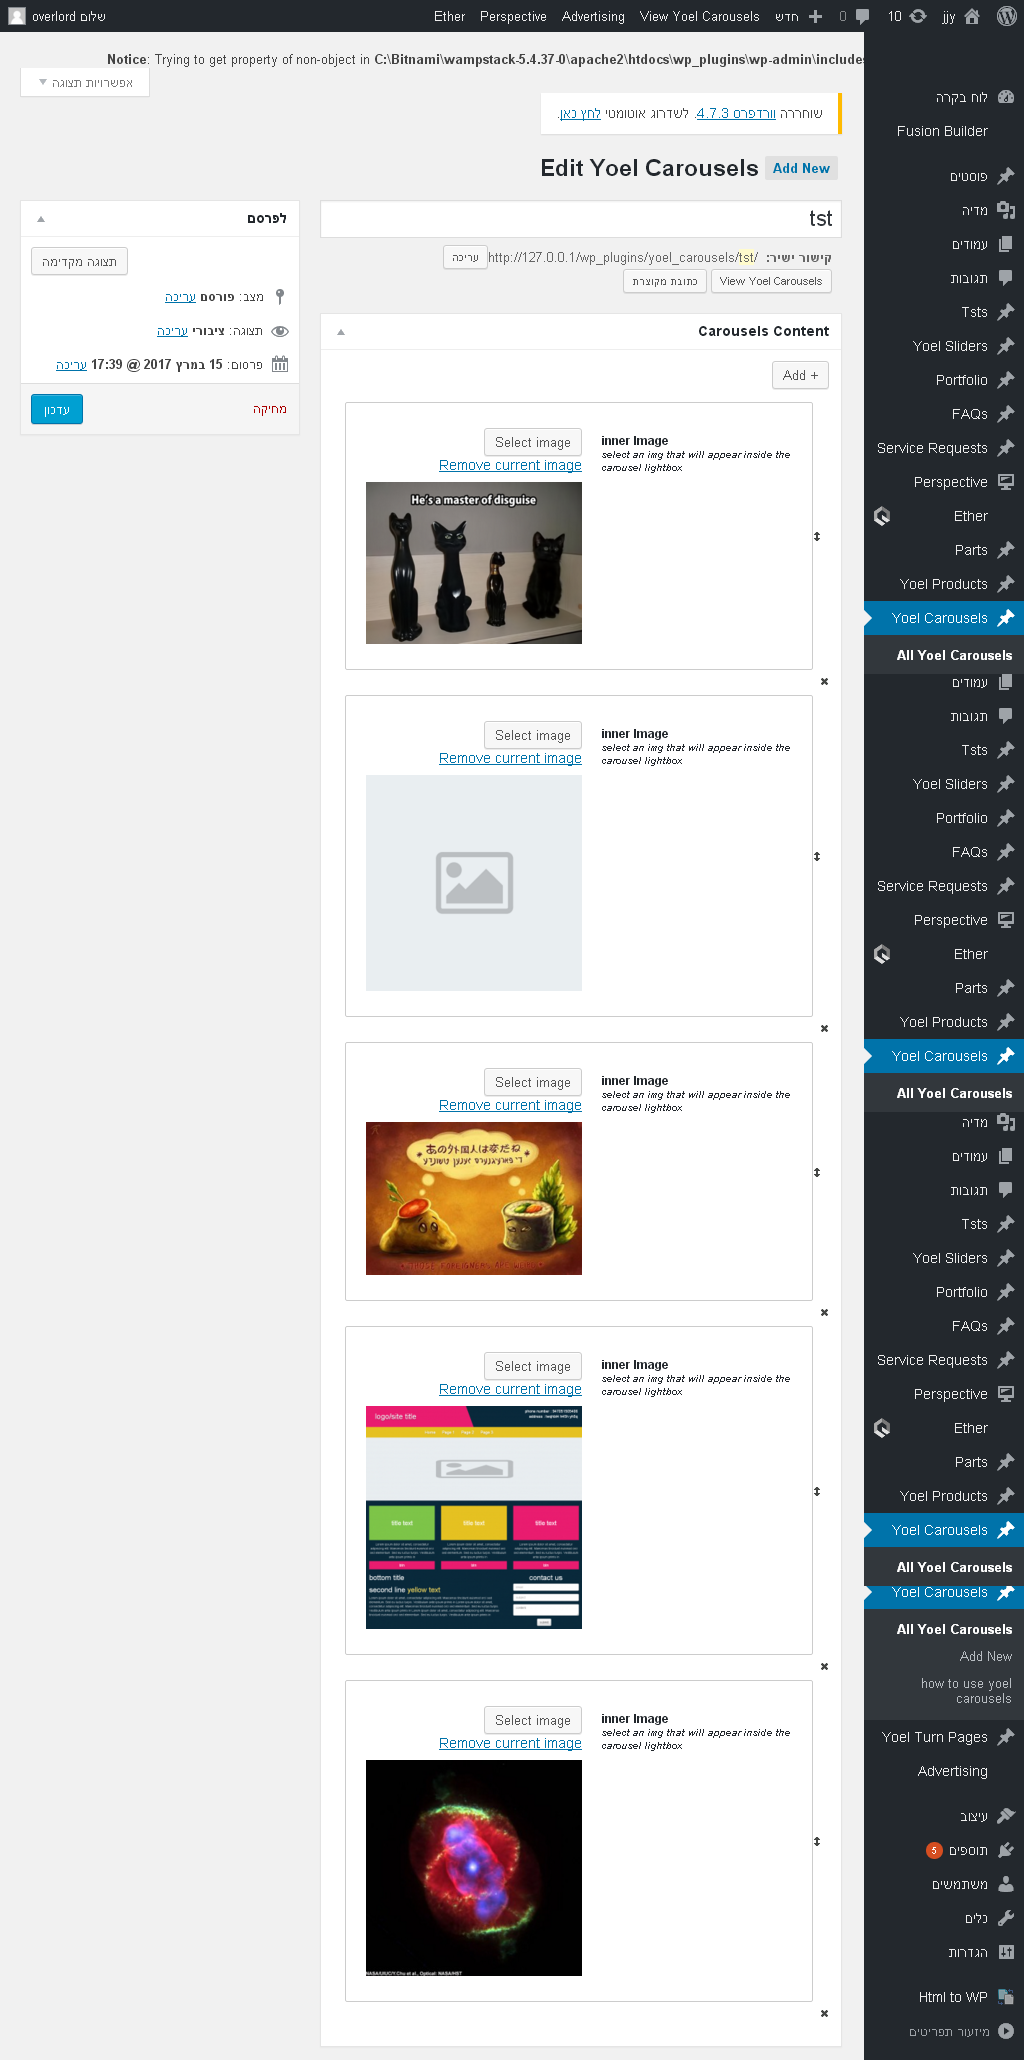 jjy
10
0
חדש
View Yoel Carousels
Advertising
Perspective
Ether
שלום overlord
Notice: Trying to get property of non-object in C:\Bitnami\wampstack-5.4.37-0\apache2\htdocs\wp_plugins\wp-admin\includes
אפשרויות תצוגה
שוחררה וורדפרס 4.7.3. לשדרוג אוטומטי לחץ כאן.
Edit Yoel Carousels Add New
tst
קישור ישיר: http://127.0.0.1/wp_plugins/yoel_carousels/tst/ עריכה
View Yoel Carousels כתובת מקוצרת
Carousels Content
Add +
inner Image
select an img that will appear inside the
carousel lightbox
Select image
Remove current image
He's a master of disguise
inner Image
select an img that will appear inside the
carousel lightbox
Select image
Remove current image
inner Image
select an img that will appear inside the
carousel lightbox
Select image
Remove current image
あの外国人は変だね
inner Image
select an img that will appear inside the
carousel lightbox
Select image
Remove current image
logo/site title
title text
title text
title text
bottom title
contact us
second line yellow text
inner Image
select an img that will appear inside the
carousel lightbox
Select image
Remove current image
לפרסם
תצוגה מקדימה
מצב: פורסם עריכה
תצוגה: ציבורי עריכה
פרסום: 15 במרץ 2017 @ 17:39 עריכה
מחיקה
עדכון
לוח בקרה
Fusion Builder
פוסטים
מדיה
עמודים
תגובות
Tsts
Yoel Sliders
Portfolio
FAQs
Service Requests
Perspective
Ether
Parts
Yoel Products
Yoel Carousels
All Yoel Carousels
עמודים
תגובות
Tsts
Yoel Sliders
Portfolio
FAQs
Service Requests
Perspective
Ether
Parts
Yoel Products
Yoel Carousels
All Yoel Carousels
מדיה
עמודים
תגובות
Tsts
Yoel Sliders
Portfolio
FAQs
Service Requests
Perspective
Ether
Parts
Yoel Products
Yoel Carousels
All Yoel Carousels
Yoel Carousels
All Yoel Carousels
Add New
how to use yoel
carousels
Yoel Turn Pages
Advertising
עיצוב
תוספים 5
משתמשים
כלים
הגדרות
Html to WP
מיזעור תפריטים